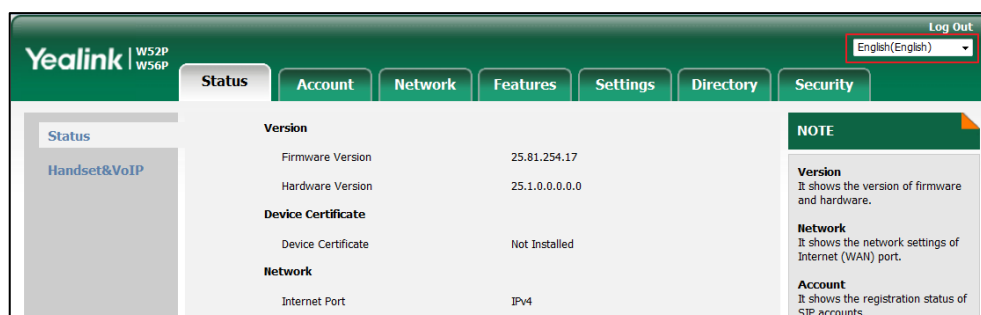 Log Out
English(English)
Yealink | W52P
W56P
Status Account Network Features Settings Directory Security
Status
Handset&VoIP
Version
Firmware Version 25.81.254.17
Hardware Version 25.1.0.0.0.0.0
Device Certificate
Device Certificate Not Installed
Network
Internet Port IPv4
NOTE
Version
It shows the version of firmware
and hardware.
Network
It shows the network settings of
Internet (WAN) port.
Account
It shows the registration status of
SIP accounts.